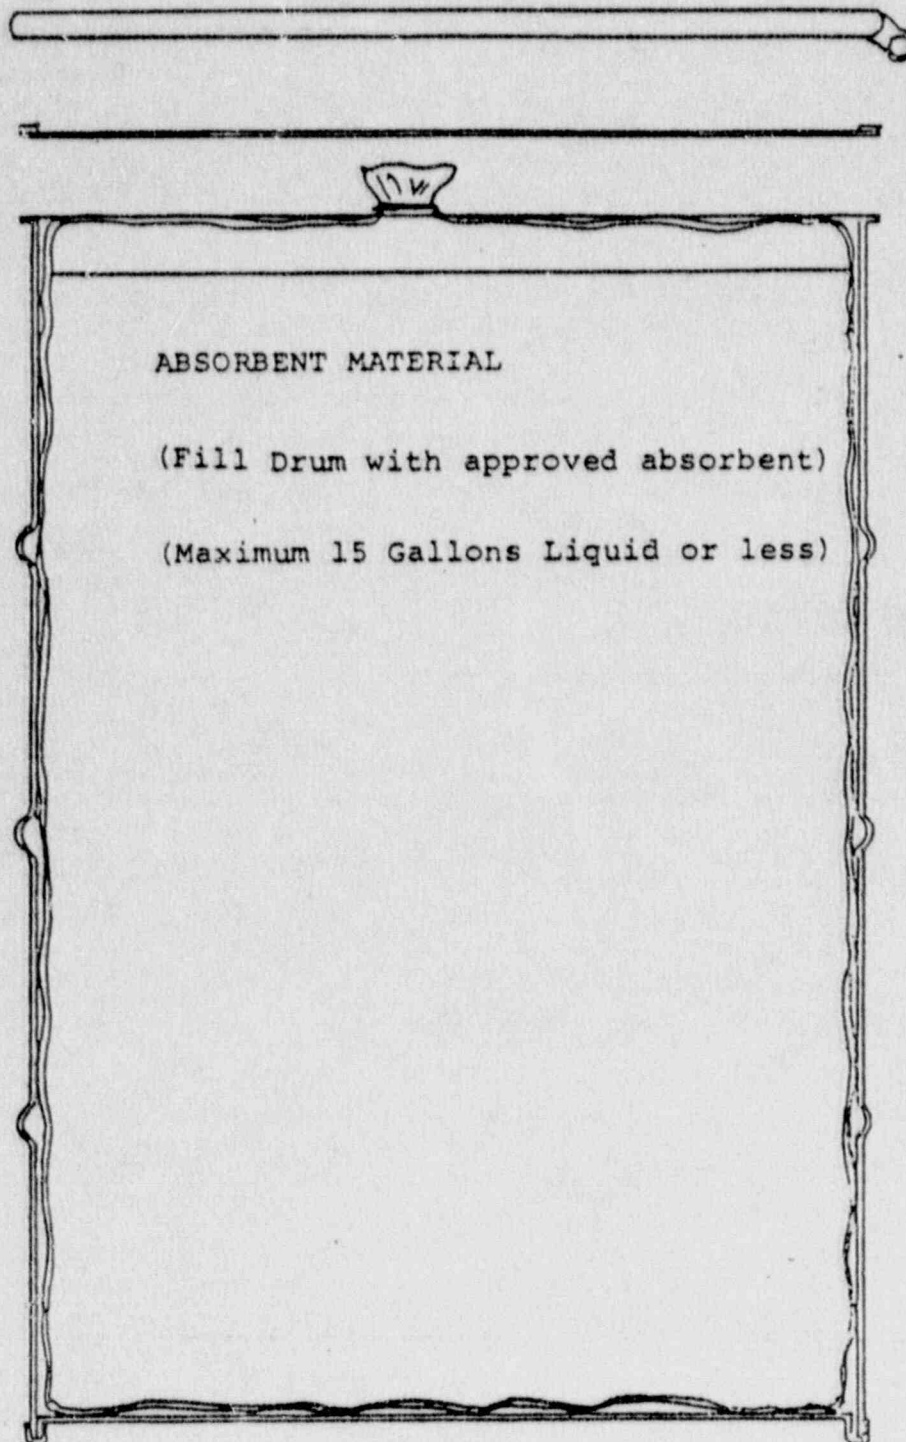 ABSORBENT MATERIAL
(Fill Drum with approved absorbent)
(Maximum 15 Gallons Liquid or less)